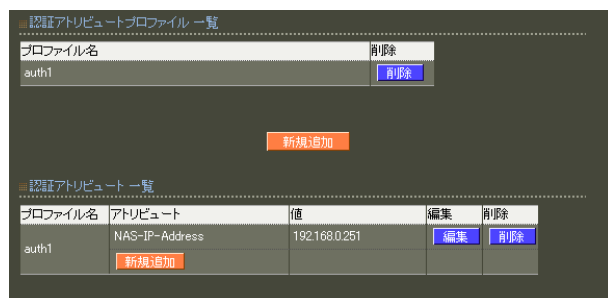 認証アトリビュートプロファイル 一覧
プロファイル名 削除
auth1 削除
新規追加
認証アトリビュート 一覧
プロファイル名 アトリビュート 値 編集 削除
auth1 NAS-IP-Address 192.168.0.251 編集 削除
新規追加